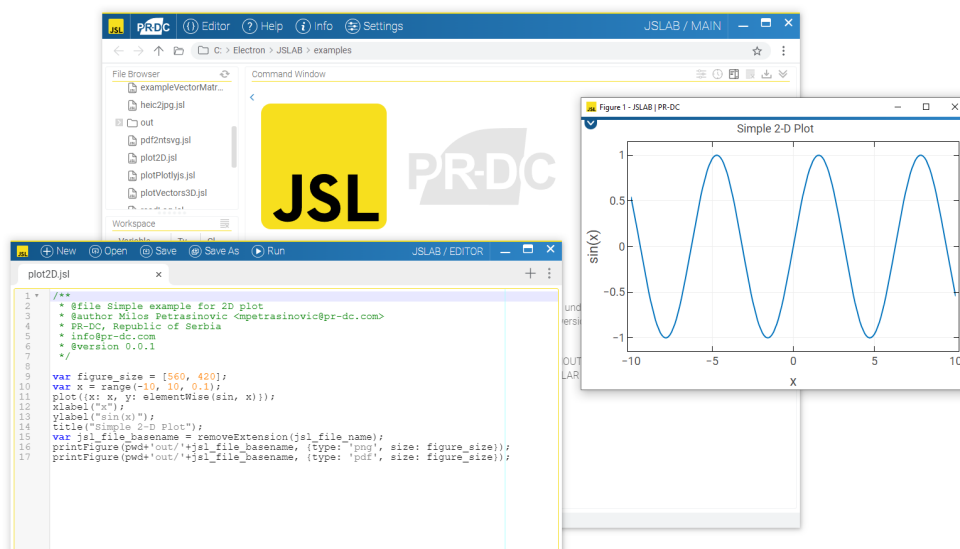 JSL PR-DC Editor Help Info Settings JSLAB / MAIN
C: > Electron > JSLAB > examples
File Browser
exampleVectorMatr...
heic2jpg.jsl
out
pdf2ntsvg.jsl
plot2D.jsl
plotPlotlyjs.jsl
plotVectors3D.jsl
Workspace
Command Window
JSL
PR-DC
und
OUT
LAR
JSL Figure 1 - JSLAB | PR-DC
Simple 2-D Plot
sin(x)
1
0.5
0
−0.5
−1
−10 −5 0 5 10
x
JSL New Open Save Save As Run JSLAB / EDITOR
plot2D.jsl
1 /**
2 * @file Simple example for 2D plot
3 * @author Milos Petrasinovic <mpetrasinovic@pr-dc.com>
4 * PR-DC, Republic of Serbia
5 * info@pr-dc.com
6 * @version 0.0.1
7 */
8
9 var figure_size = [560, 420];
10 var x = range(-10, 10, 0.1);
11 plot({x: x, y: elementWise(sin, x)});
12 xlabel("x");
13 ylabel("sin(x)");
14 title("Simple 2-D Plot");
15 var jsl_file_basename = removeExtension(jsl_file_name);
16 printFigure(pwd+'out/'+jsl_file_basename, {type: 'png', size: figure_size});
17 printFigure(pwd+'out/'+jsl_file_basename, {type: 'pdf', size: figure_size});